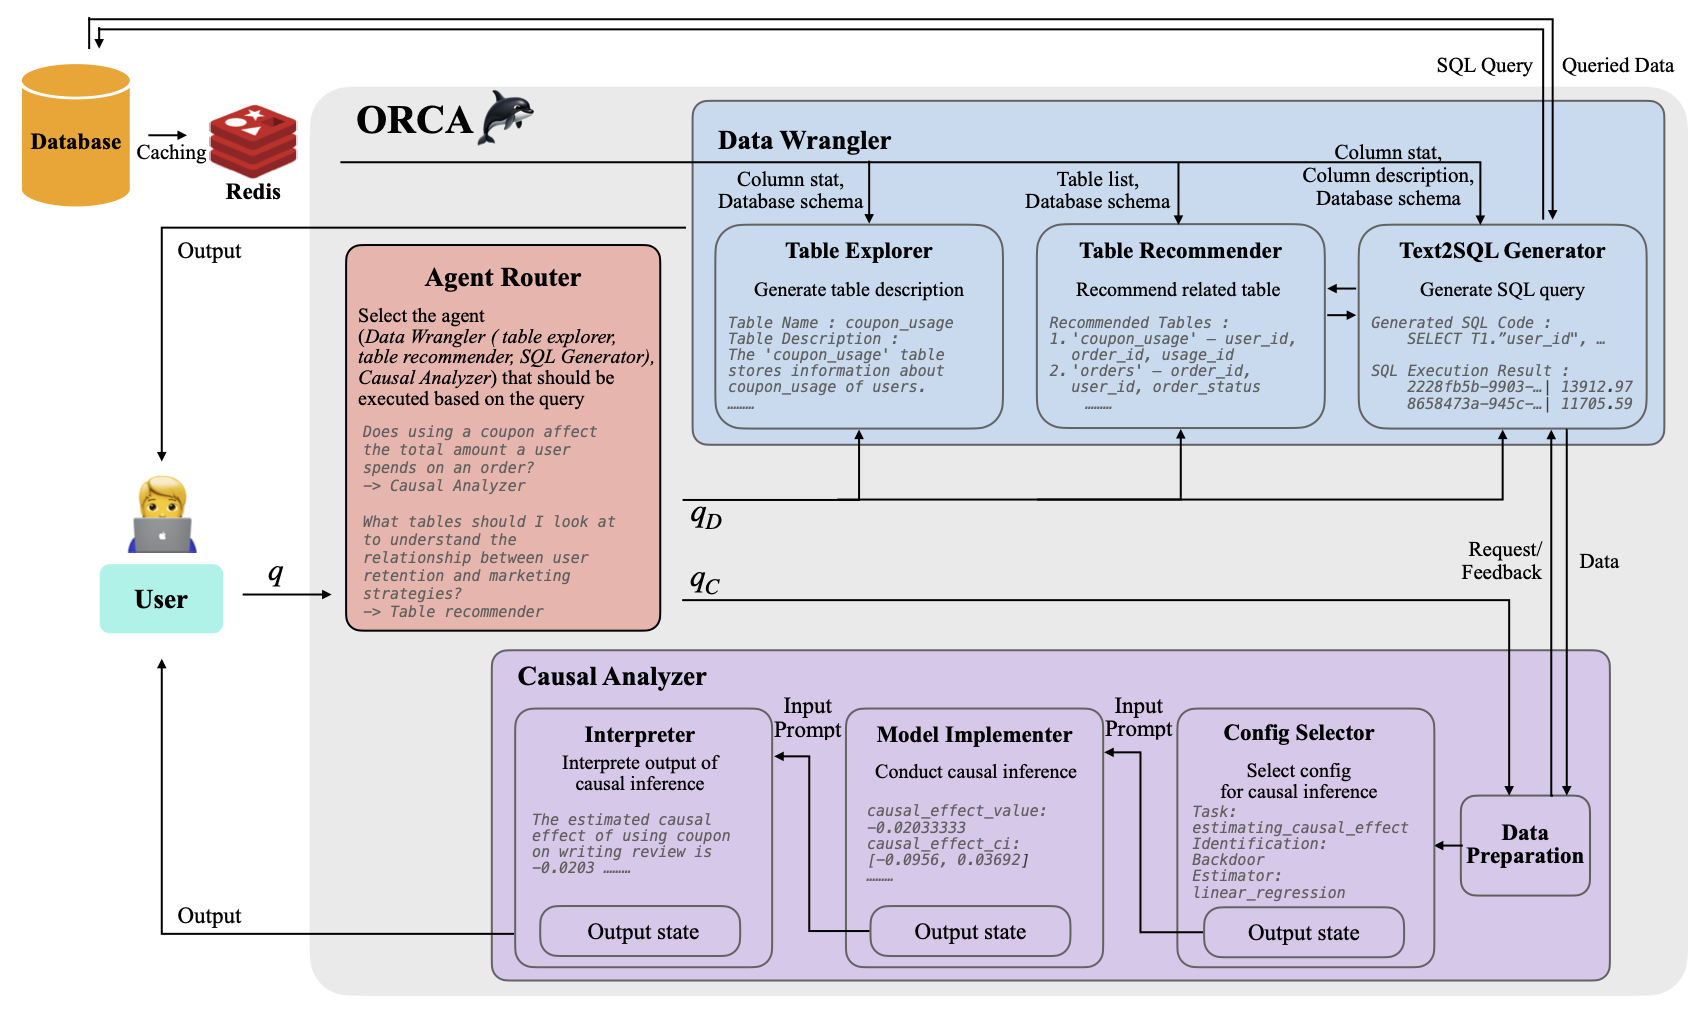 SQL Query
Queried Data
Database
Caching
Redis
ORCA
Data Wrangler
Column stat,
Database schema
Table list,
Database schema
Column stat,
Column description,
Database schema
Table Explorer
Generate table description
Table Name : coupon_usage
Table Description :
The 'coupon_usage' table
stores information about
coupon_usage of users.
………
Table Recommender
Recommend related table
Recommended Tables :
1.'coupon_usage' – user_id,
order_id, usage_id
2.'orders' – order_id,
user_id, order_status
………
Text2SQL Generator
Generate SQL query
Generated SQL Code :
SELECT T1.”user_id", …
SQL Execution Result :
2228fb5b-9903-…| 13912.97
8658473a-945c-…| 11705.59
Output
Agent Router
Select the agent
(Data Wrangler ( table explorer,
table recommender, SQL Generator),
Causal Analyzer) that should be
executed based on the query
Does using a coupon affect
the total amount a user
spends on an order?
–> Causal Analyzer
What tables should I look at
to understand the
relationship between user
retention and marketing
strategies?
–> Table recommender
User
q
qD
qC
Request/
Feedback
Data
Causal Analyzer
Input
Prompt
Input
Prompt
Interpreter
Interprete output of
causal inference
The estimated causal
effect of using coupon
on writing review is
–0.0203 ………
Output state
Model Implementer
Conduct causal inference
causal_effect_value:
–0.02033333
causal_effect_ci:
[–0.0956, 0.03692]
………
Output state
Config Selector
Select config
for causal inference
Task:
estimating_causal_effect
Identification:
Backdoor
Estimator:
linear_regression
Output state
Data
Preparation
Output